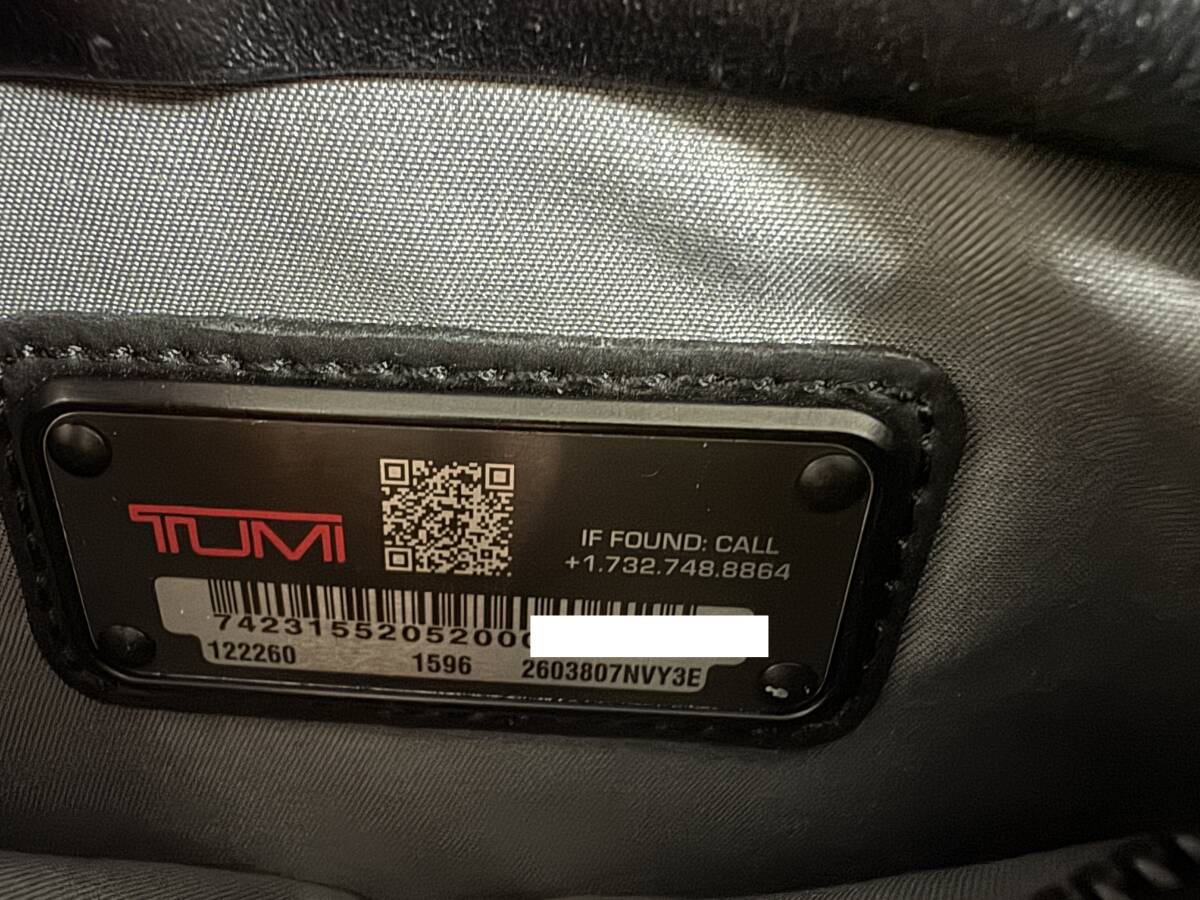 TUMI
IF FOUND: CALL
+1.732.748.8864
74231552052000
122260 1596 2603807NVY3E